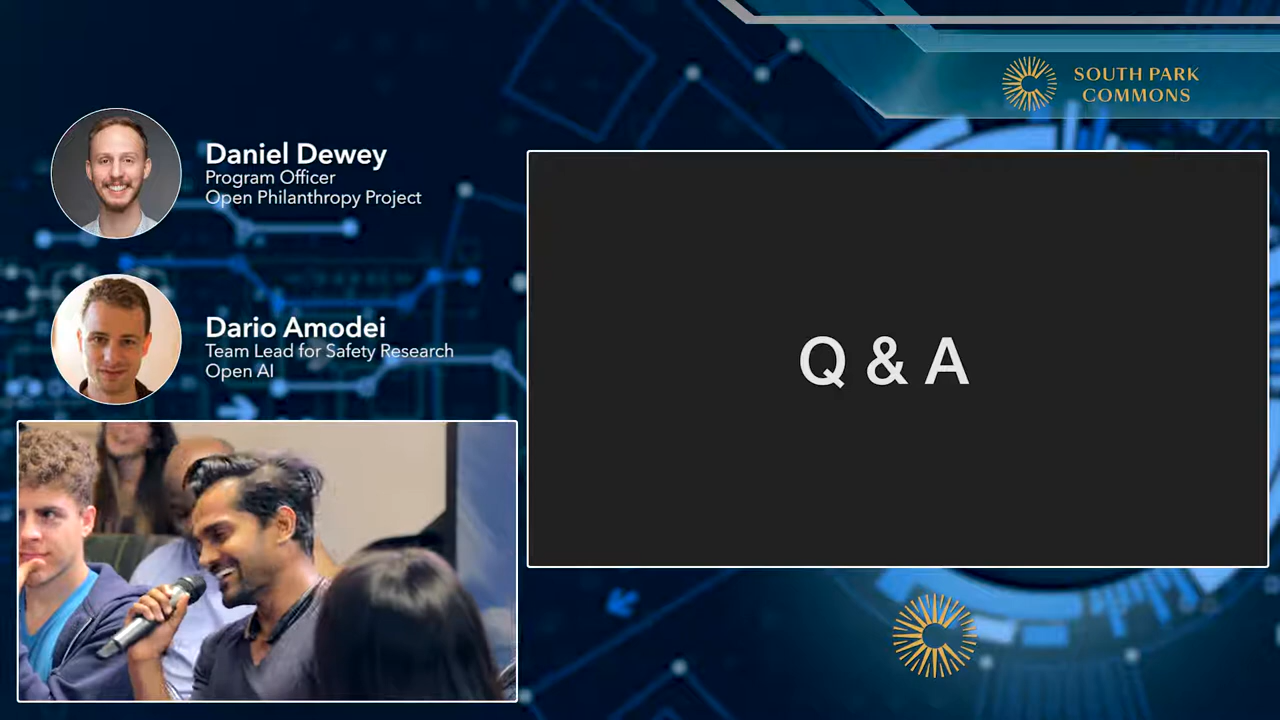 SOUTH PARK
COMMONS
Daniel Dewey
Program Officer
Open Philanthropy Project
Dario Amodei
Team Lead for Safety Research
Open AI
Q & A